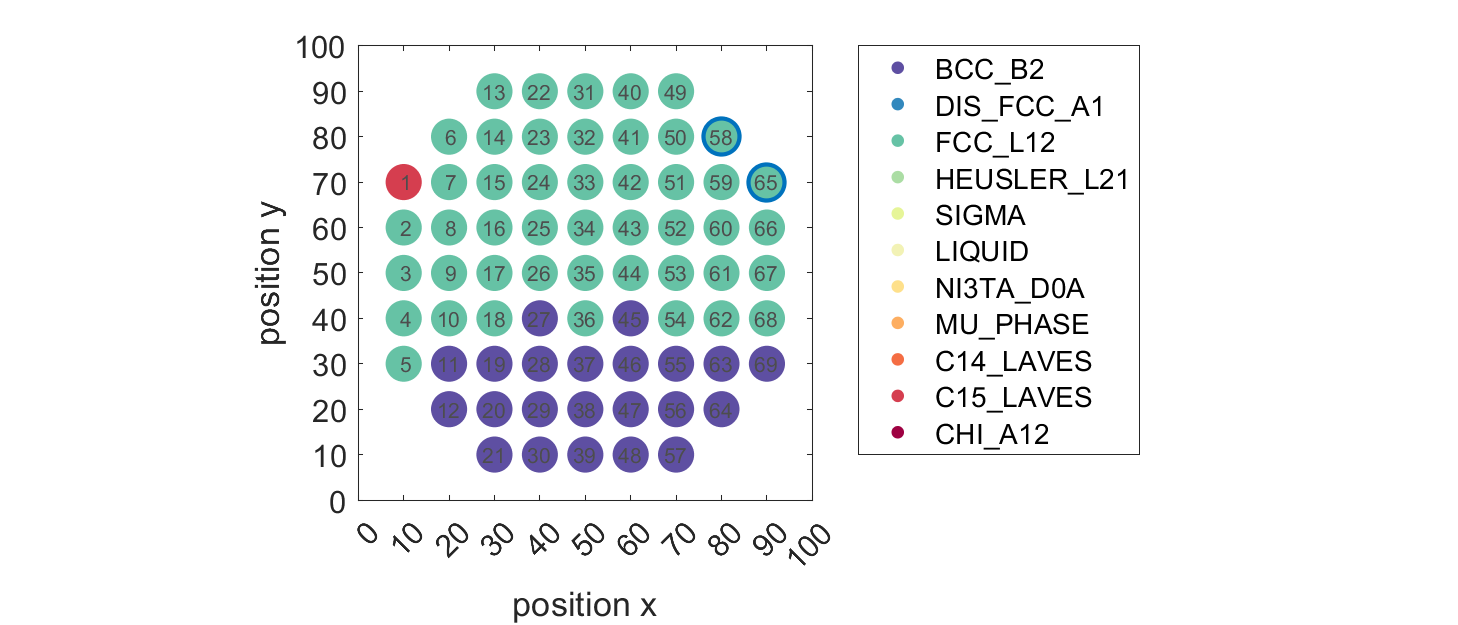 100
90
80
70
60
50
40
30
20
10
0
position y
13 22 31 40 49
6 14 23 32 41 50 58
1 7 15 24 33 42 51 59 65
2 8 16 25 34 43 52 60 66
3 9 17 26 35 44 53 61 67
4 10 18 27 36 45 54 62 68
5 11 19 28 37 46 55 63 69
12 20 29 38 47 56 64
21 30 39 48 57
0 10 20 30 40 50 60 70 80 90 100
position x
BCC_B2
DIS_FCC_A1
FCC_L12
HEUSLER_L21
SIGMA
LIQUID
NI3TA_D0A
MU_PHASE
C14_LAVES
C15_LAVES
CHI_A12